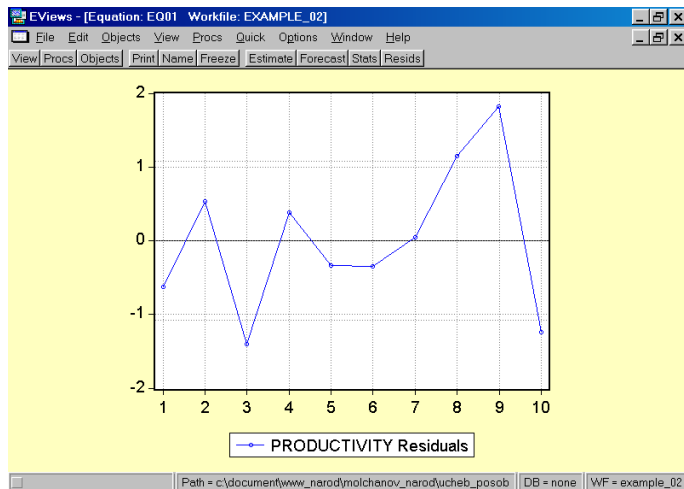 EViews - [Equation: EQ01 Workfile: EXAMPLE_02]
File Edit Objects View Procs Quick Options Window Help
View Procs Objects Print Name Freeze Estimate Forecast Stats Resids
2
1
0
-1
-2
1 2 3 4 5 6 7 8 9 10
PRODUCTIVITY Residuals
Path = c:\document\www_narod\molchanov_narod\ucheb_posob DB = none WF = example_02